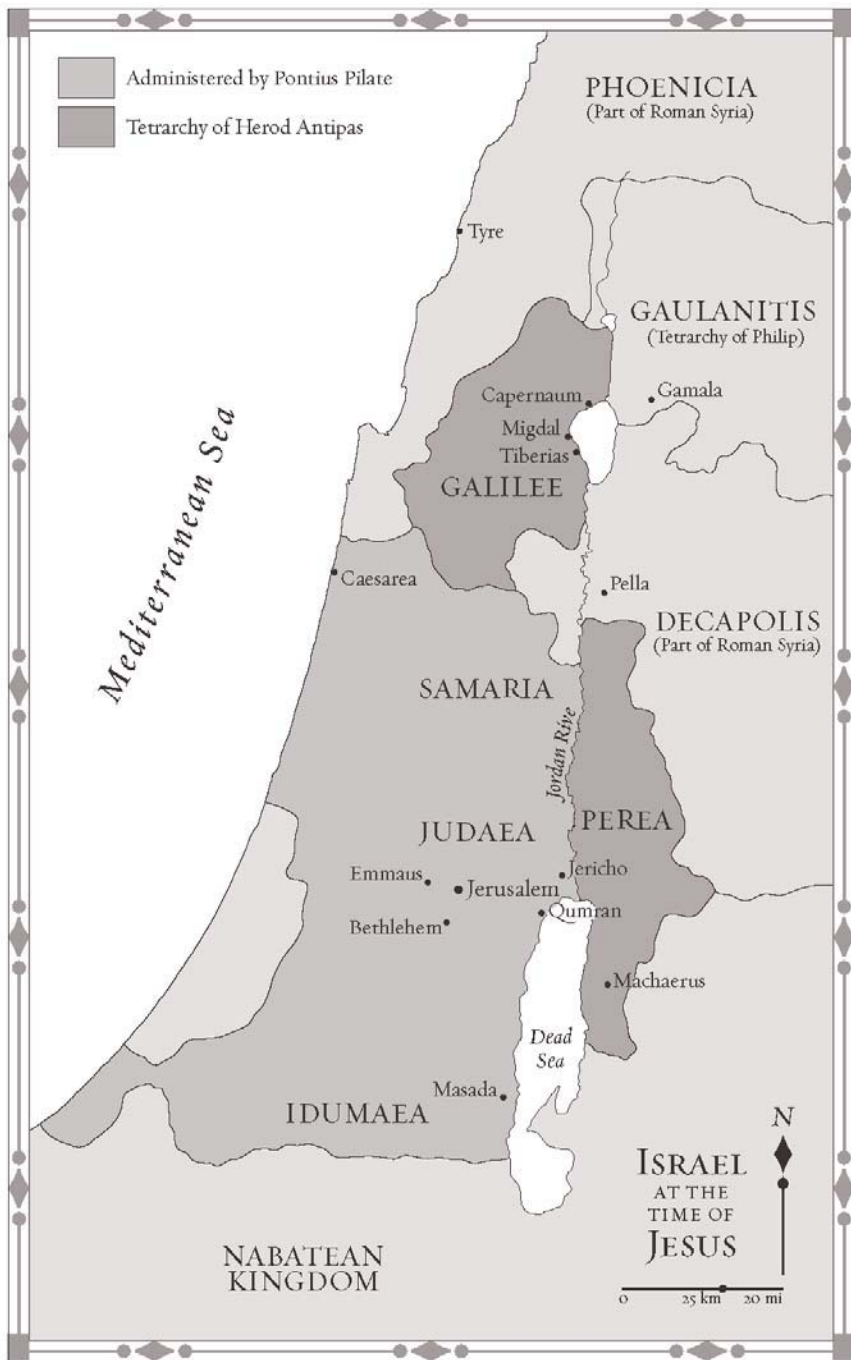 Administered by Pontius Pilate
Tetrarchy of Herod Antipas
PHOENICIA
(Part of Roman Syria)
Tyre
GAULANITIS
(Tetrarchy of Philip)
Capernaum
Gamala
Migdal
Tiberias
GALILEE
Mediterranean Sea
Caesarea
Pella
DECAPOLIS
(Part of Roman Syria)
SAMARIA
Jordan Rive
JUDAEA
PEREA
Emmaus
Jericho
Jerusalem
Qumran
Bethlehem
Machaerus
Dead
Sea
Masada
IDUMAEA
N
ISRAEL
AT THE
TIME OF
JESUS
NABATEAN
KINGDOM
0 25 km 20 mi